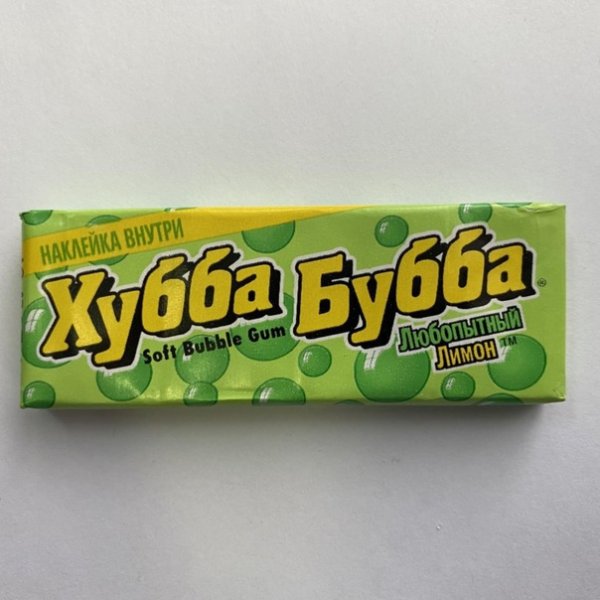 НАКЛЕЙКА ВНУТРИ
Хубба Бубба®
Soft Bubble Gum
Любопытный
Лимон™